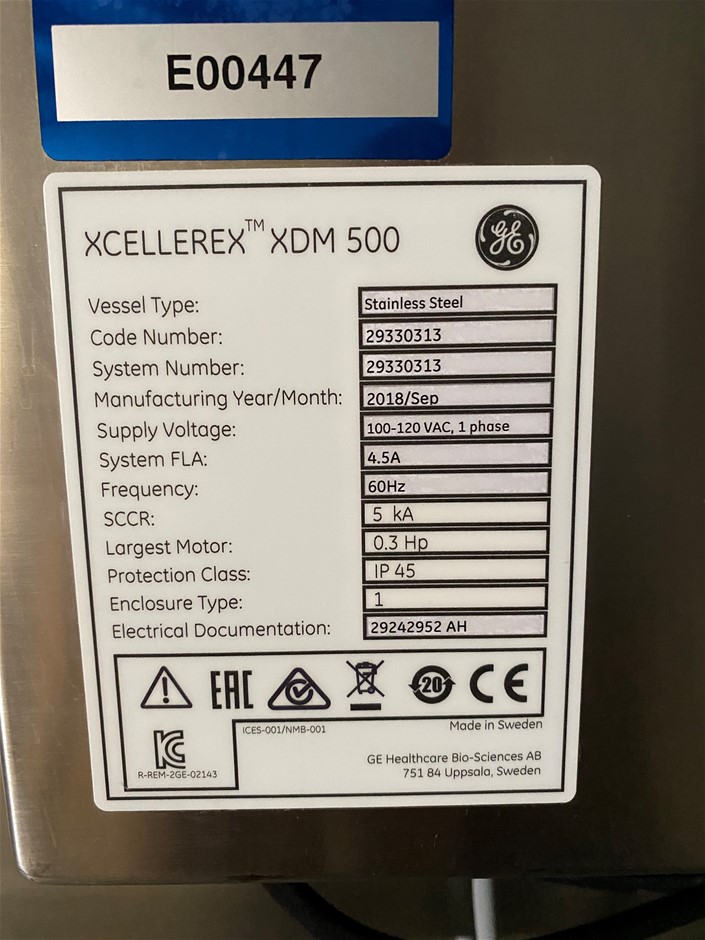 E00447
XCELLEREX™ XDM 500
GE
Vessel Type: Stainless Steel
Code Number: 29330313
System Number: 29330313
Manufacturing Year/Month: 2018/Sep
Supply Voltage: 100-120 VAC, 1 phase
System FLA: 4.5A
Frequency: 60Hz
SCCR: 5 kA
Largest Motor: 0.3 Hp
Protection Class: IP 45
Enclosure Type: 1
Electrical Documentation: 29242952 AH
EAC 20 CE
ICES-001/NMB-001
Made in Sweden
KC
R-REM-2GE-02143
GE Healthcare Bio-Sciences AB
751 84 Uppsala, Sweden